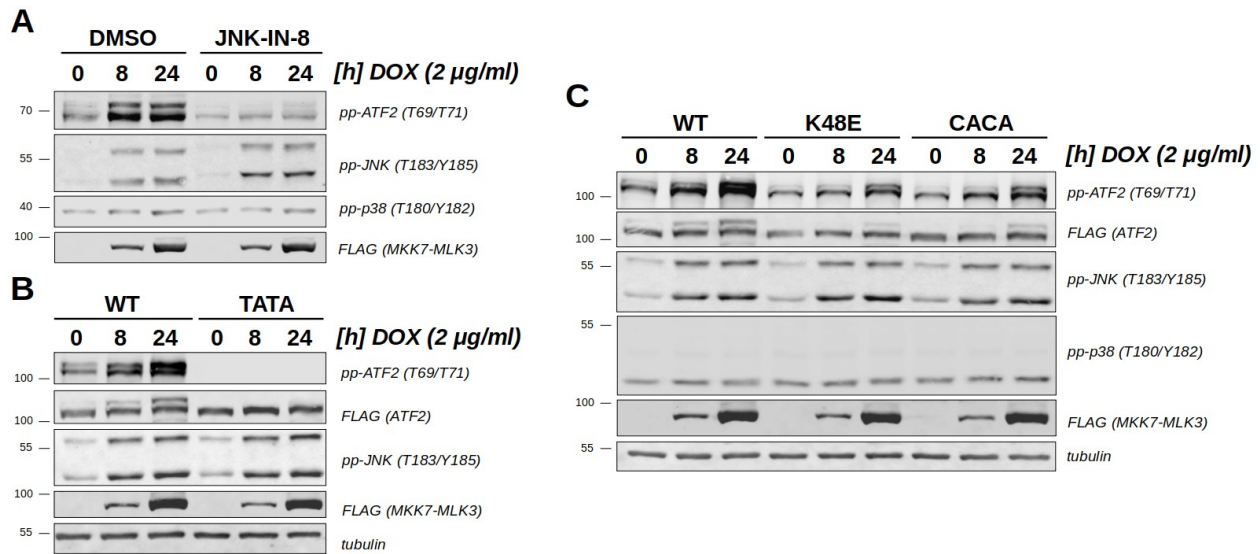 A
DMSO JNK-IN-8
0 8 24 0 8 24 [h] DOX (2 µg/ml)
70 pp-ATF2 (T69/T71)
55 pp-JNK (T183/Y185)
40 pp-p38 (T180/Y182)
100 FLAG (MKK7-MLK3)
B
WT TATA
0 8 24 0 8 24 [h] DOX (2 µg/ml)
100 pp-ATF2 (T69/T71)
100 FLAG (ATF2)
55 pp-JNK (T183/Y185)
100 FLAG (MKK7-MLK3)
55 tubulin
C
WT K48E CACA
0 8 24 0 8 24 0 8 24 [h] DOX (2 µg/ml)
100 pp-ATF2 (T69/T71)
100 FLAG (ATF2)
55 pp-JNK (T183/Y185)
55 pp-p38 (T180/Y182)
100 FLAG (MKK7-MLK3)
55 tubulin